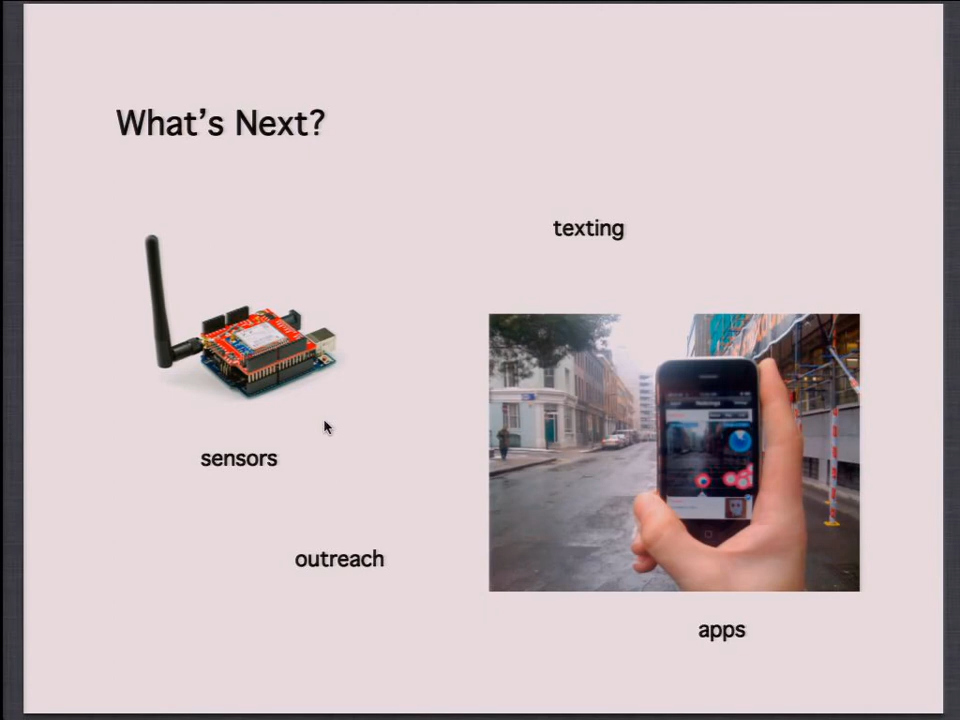 What's Next?
texting
sensors
outreach
apps